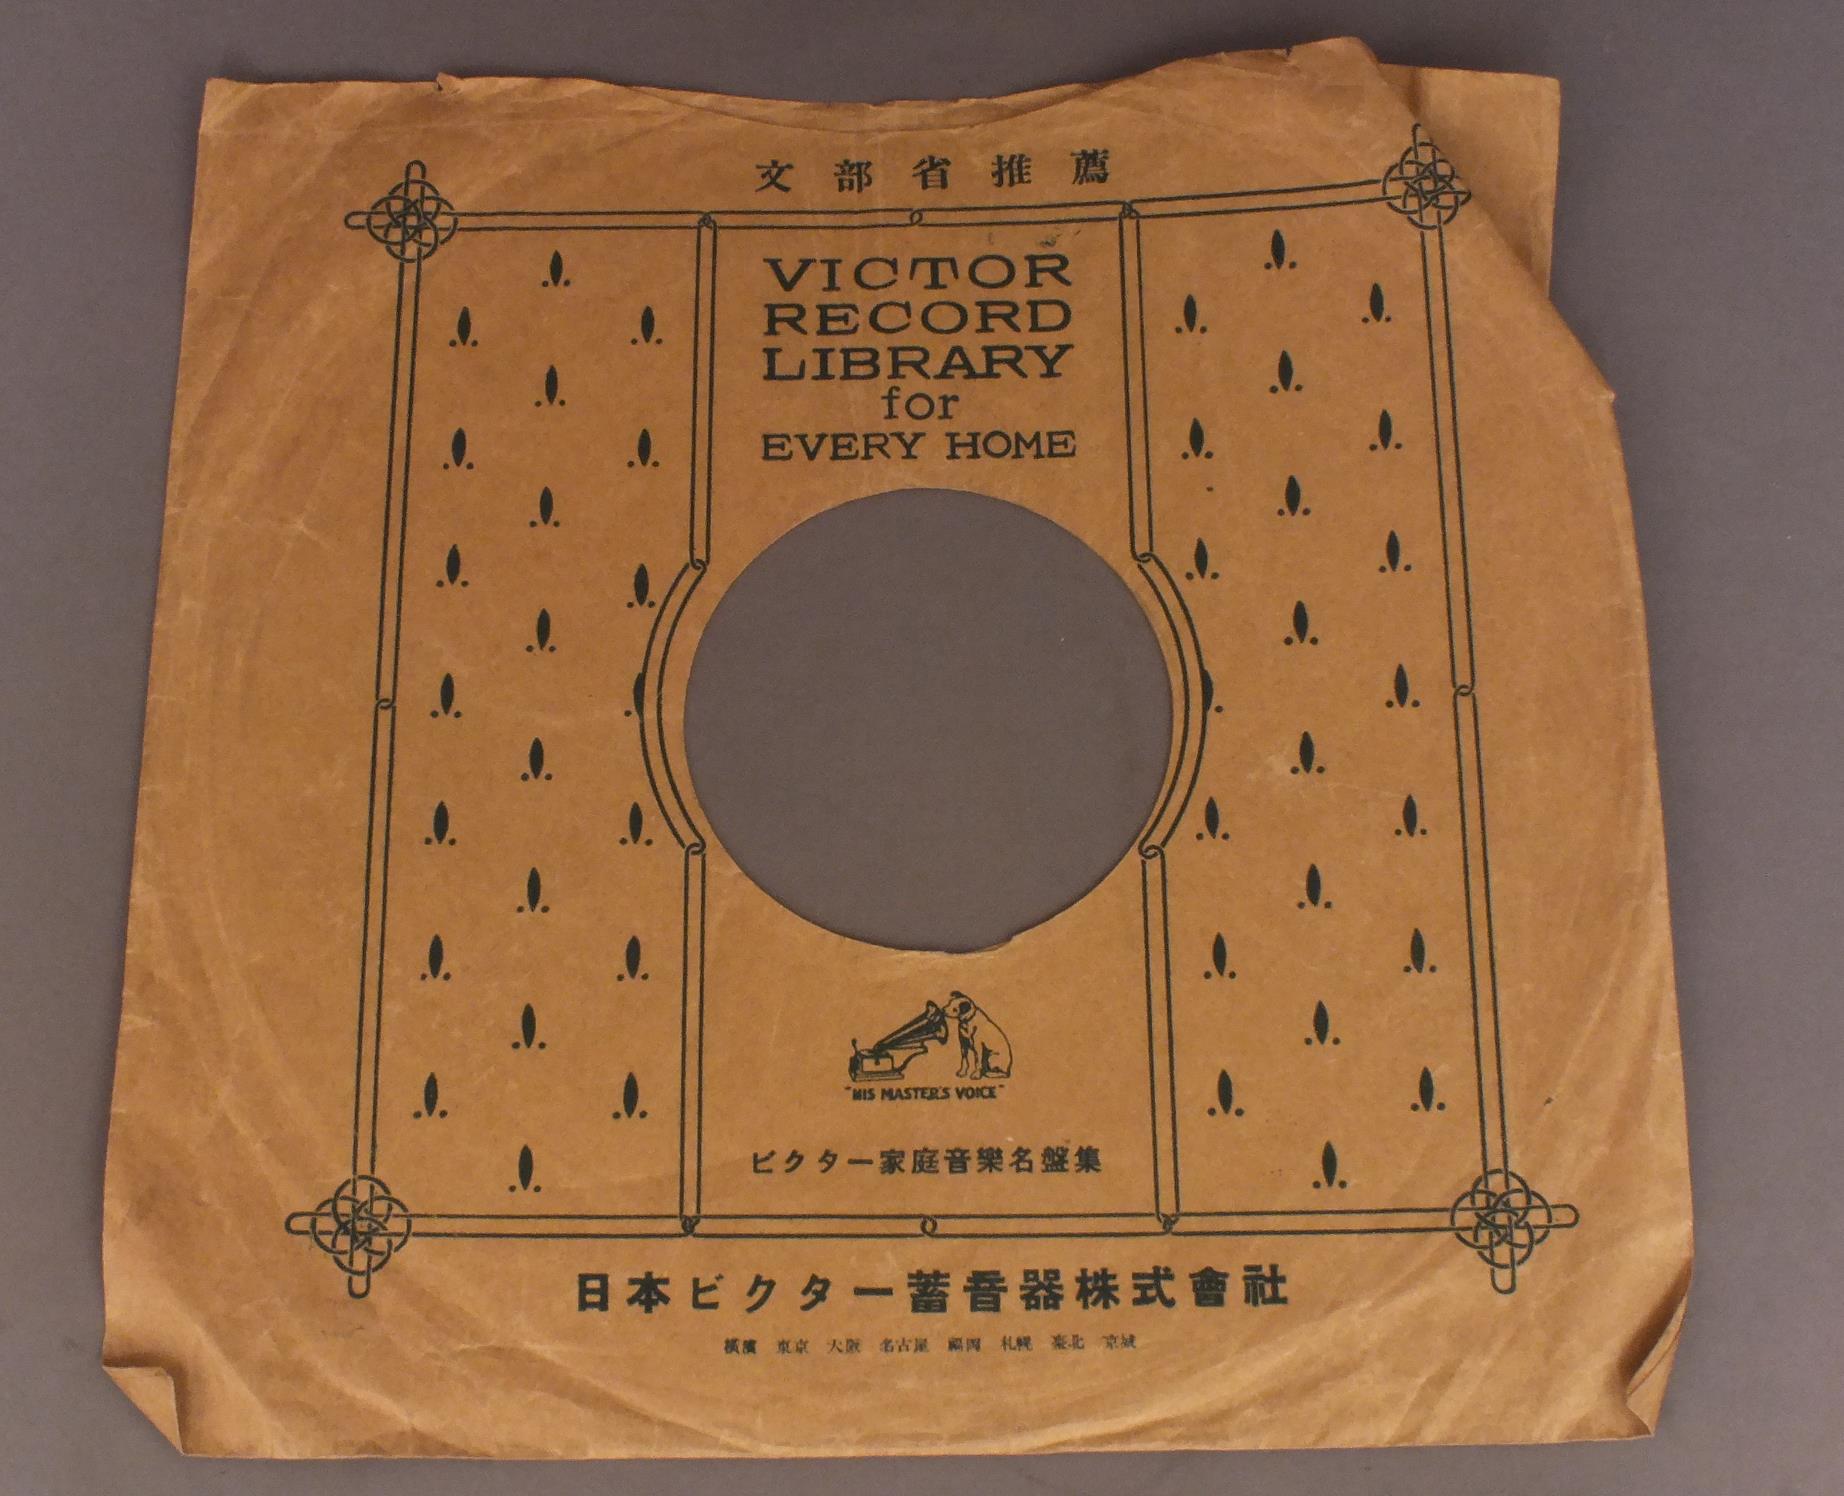 文部省推薦
VICTOR
RECORD
LIBRARY
for
EVERY HOME
"HIS MASTER'S VOICE"
ビクター家庭音樂名盤集
日本ビクター蓄音器株式會社
橫濱 東京 大阪 名古屋 福岡 札幌 臺北 京城